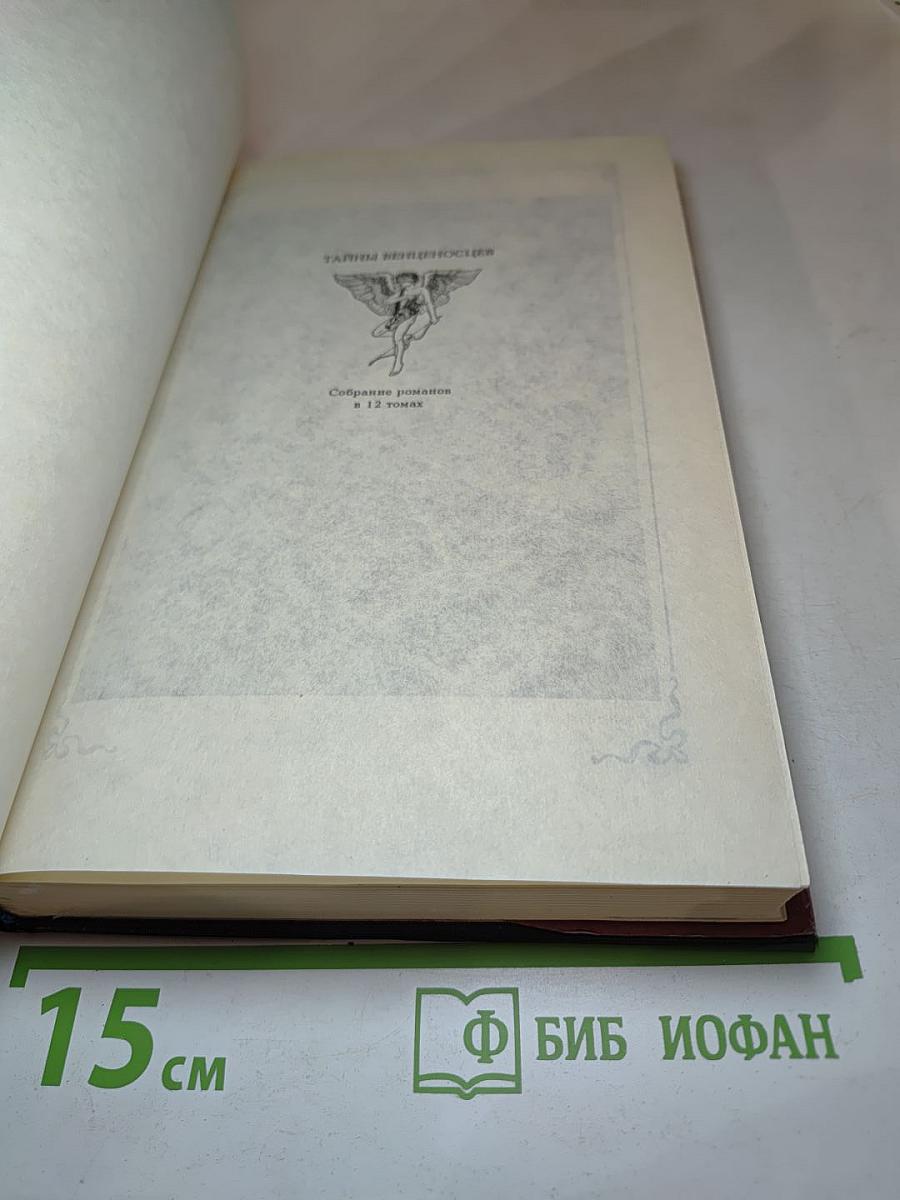 ТАЙНЫ ВЕНЦЕНОСЦЕВ
Собрание романов
в 12 томах
15 см
Ф БИБ ИОФАН